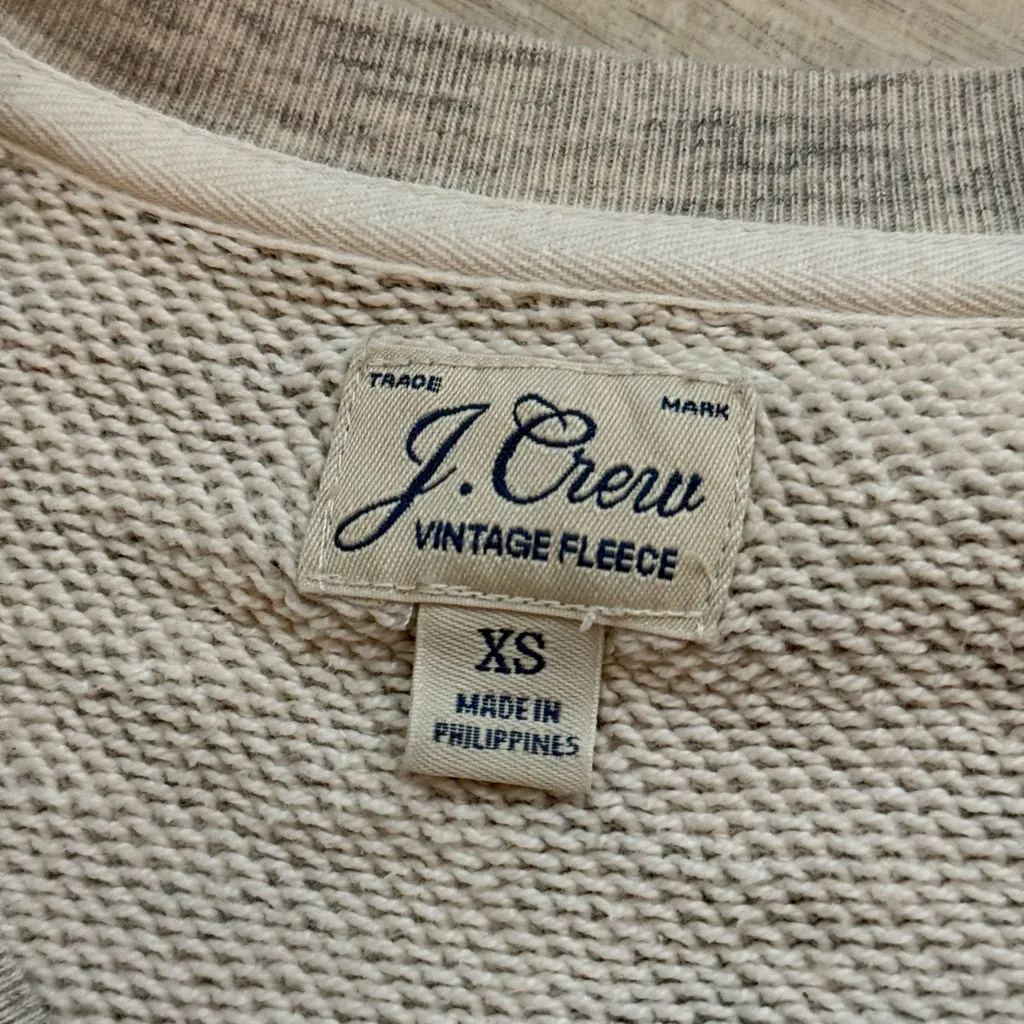 TRADE MARK
J.Crew
VINTAGE FLEECE
XS
MADE IN
PHILIPPINES